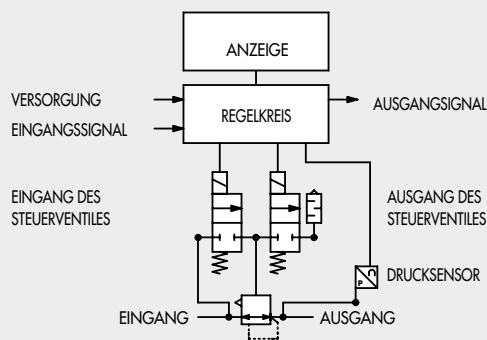 ANZEIGE
VERSORGUNG
REGELKREIS
AUSGANGSIGNAL
EINGANGSSIGNAL
EINGANG DES
STEUERVENTILES
AUSGANG DES
STEUERVENTILES
P
DRUCKSENSOR
EINGANG
AUSGANG